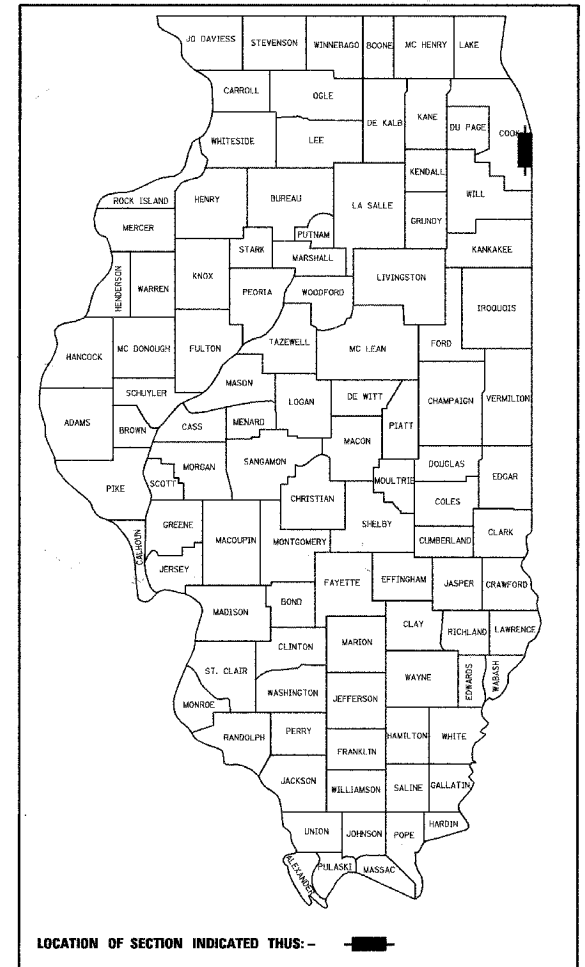 JO DAVIESS STEVENSON WINNEBAGO BOONE MC HENRY LAKE
CARROLL OGLE
DE KALB KANE DU PAGE COOK
WHITESIDE LEE
KENDALL
ROCK ISLAND HENRY BUREAU LA SALLE GRUNDY WILL
MERCER PUTNAM
STARK MARSHALL KANKAKEE
HENDERSON WARREN KNOX PEORIA WOODFORD LIVINGSTON IROQUOIS
HANCOCK MC DONOUGH FULTON TAZEWELL MC LEAN FORD
MASON
SCHUYLER LOGAN DE WITT CHAMPAIGN VERMILION
ADAMS BROWN CASS MENARD MACON PIATT
MORGAN SANGAMON DOUGLAS EDGAR
PIKE SCOTT CHRISTIAN MOULTRIE COLES
GREENE MACOUPIN MONTGOMERY SHELBY CUMBERLAND CLARK
CALHOUN JERSEY
FAYETTE EFFINGHAM JASPER CRAWFORD
MADISON BOND
CLAY RICHLAND LAWRENCE
CLINTON MARION
ST. CLAIR WAYNE EDWARDS WABASH
WASHINGTON JEFFERSON
MONROE
RANDOLPH PERRY HAMILTON WHITE
FRANKLIN
JACKSON WILLIAMSON SALINE GALLATIN
UNION JOHNSON POPE HARDIN
ALEXANDER PULASKI MASSAC
LOCATION OF SECTION INDICATED THUS:-